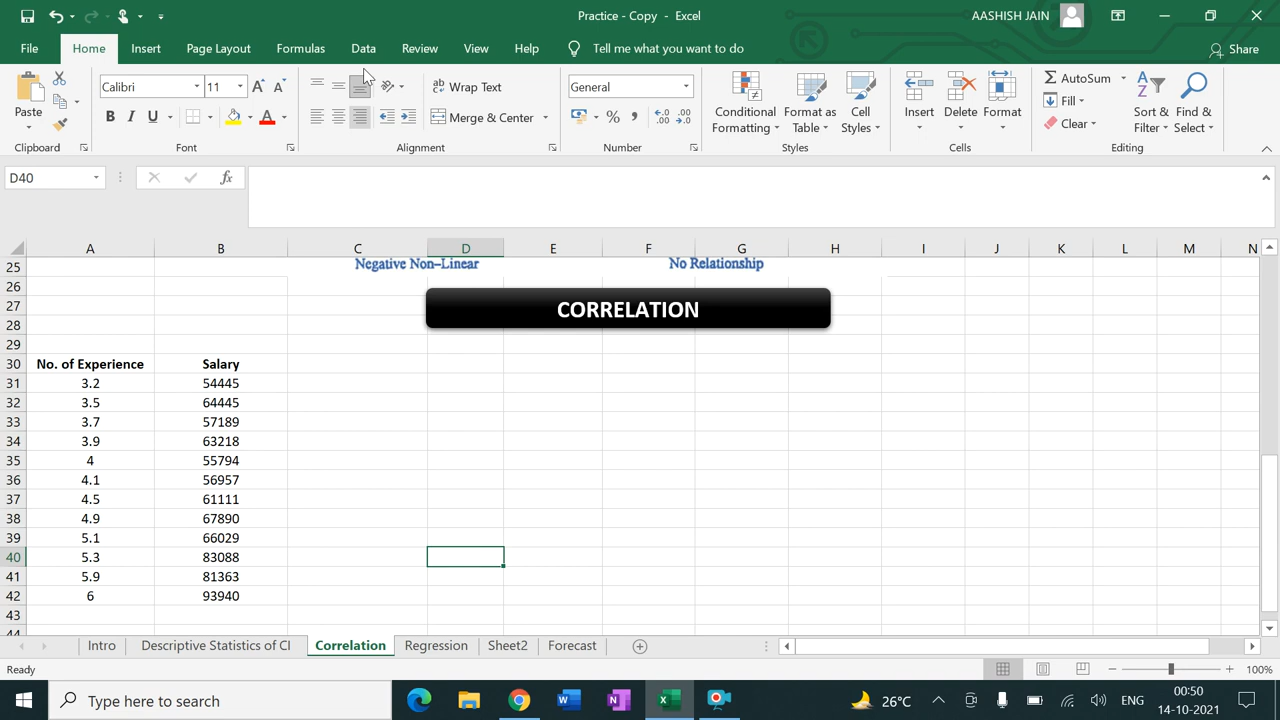 Practice - Copy - Excel
AASHISH JAIN
File Home Insert Page Layout Formulas Data Review View Help Tell me what you want to do Share
Paste
Clipboard
Calibri 11
B I U
Font
ab Wrap Text
Merge & Center
Alignment
General
%
Number
Conditional Formatting
Format as Table
Cell Styles
Styles
Insert Delete Format
Cells
AutoSum
Fill
Clear
Sort & Filter
Find & Select
Editing
D40 fx
A B C D E F G H I J K L M N
25 Negative Non–Linear No Relationship
26
27 CORRELATION
28
29
30 No. of Experience Salary
31 3.2 54445
32 3.5 64445
33 3.7 57189
34 3.9 63218
35 4 55794
36 4.1 56957
37 4.5 61111
38 4.9 67890
39 5.1 66029
40 5.3 83088
41 5.9 81363
42 6 93940
43
44
Intro Descriptive Statistics of CI Correlation Regression Sheet2 Forecast
Ready 100%
Type here to search
26°C ENG 00:50
14-10-2021